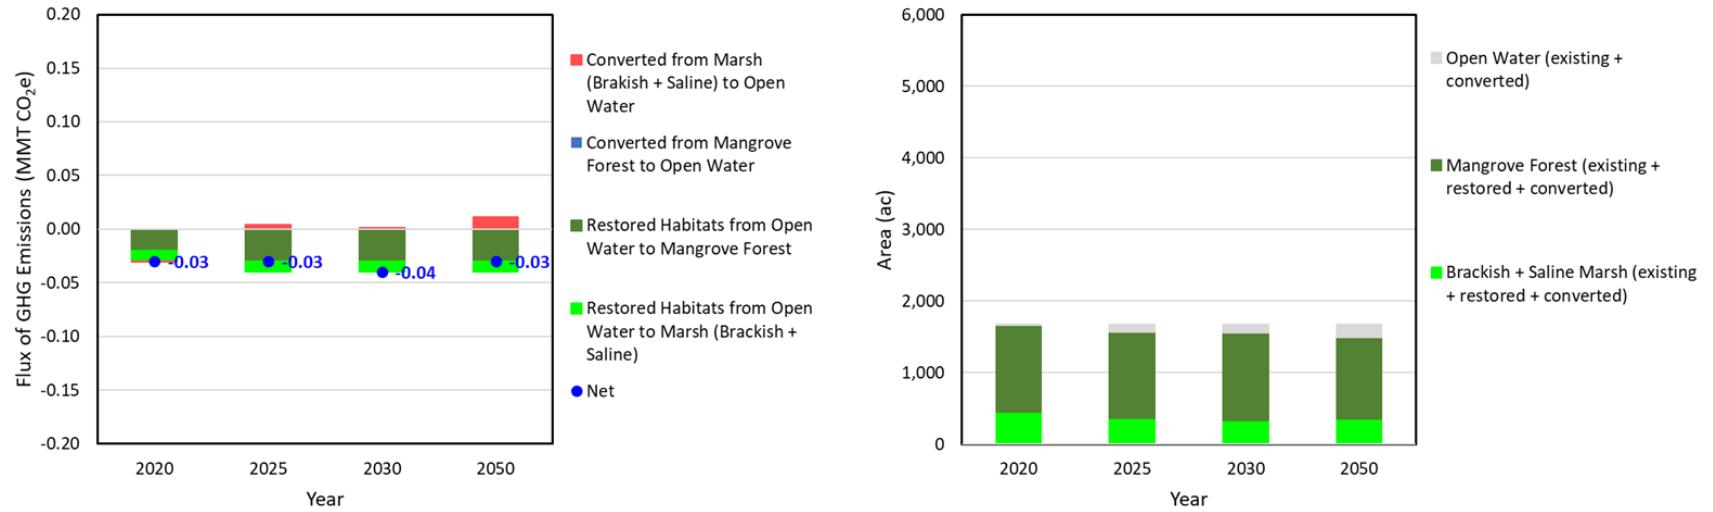 0.20
0.15
0.10
0.05
0.00
-0.05
-0.10
-0.15
-0.20
Flux of GHG Emissions (MMT CO₂e)
-0.03
-0.03
-0.04
-0.03
2020
2025
2030
2050
Year
Converted from Marsh
(Brakish + Saline) to Open
Water
Converted from Mangrove
Forest to Open Water
Restored Habitats from Open
Water to Mangrove Forest
Restored Habitats from Open
Water to Marsh (Brackish +
Saline)
Net
6,000
5,000
4,000
3,000
2,000
1,000
0
Area (ac)
2020
2025
2030
2050
Year
Open Water (existing +
converted)
Mangrove Forest (existing +
restored + converted)
Brackish + Saline Marsh (existing
+ restored + converted)